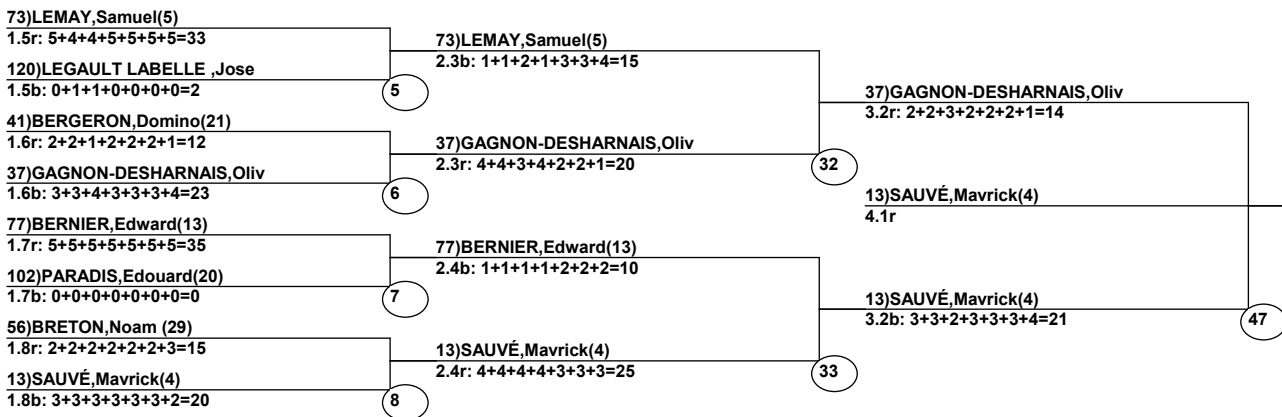 73)LEMAY,Samuel(5)
1.5r: 5+4+4+5+5+5+5=33
120)LEGAULT LABELLE ,Jose
1.5b: 0+1+1+0+0+0+0=2
5
41)BERGERON,Domino(21)
1.6r: 2+2+1+2+2+2+1=12
37)GAGNON-DESHARNAIS,Oliv
1.6b: 3+3+4+3+3+3+4=23
6
77)BERNIER,Edward(13)
1.7r: 5+5+5+5+5+5+5=35
102)PARADIS,Edouard(20)
1.7b: 0+0+0+0+0+0+0=0
7
56)BRETON,Noam (29)
1.8r: 2+2+2+2+2+2+3=15
13)SAUVÉ,Mavrick(4)
1.8b: 3+3+3+3+3+3+2=20
8
73)LEMAY,Samuel(5)
2.3b: 1+1+2+1+3+3+4=15
37)GAGNON-DESHARNAIS,Oliv
2.3r: 4+4+3+4+2+2+1=20
32
77)BERNIER,Edward(13)
2.4b: 1+1+1+1+2+2+2=10
13)SAUVÉ,Mavrick(4)
2.4r: 4+4+4+4+3+3+3=25
33
37)GAGNON-DESHARNAIS,Oliv
3.2r: 2+2+3+2+2+2+1=14
13)SAUVÉ,Mavrick(4)
4.1r
13)SAUVÉ,Mavrick(4)
3.2b: 3+3+2+3+3+3+4=21
47